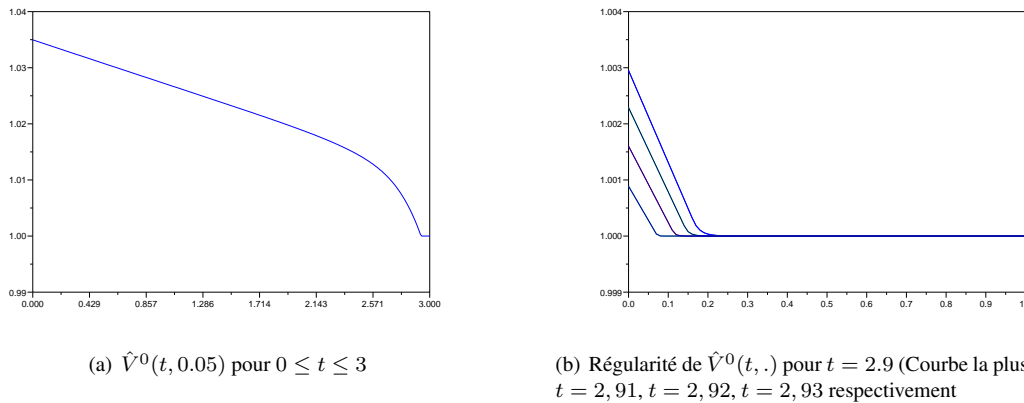 1.04
1.03
1.02
1.01
1.00
0.99
0.000 0.429 0.857 1.286 1.714 2.143 2.571 3.000
1.004
1.003
1.002
1.001
1.000
0.999
0.0 0.1 0.2 0.3 0.4 0.5 0.6 0.7 0.8 0.9
(a) V̂⁰(t, 0.05) pour 0 ≤ t ≤ 3
(b) Régularité de V̂⁰(t, .) pour t = 2.9 (Courbe la plus
t = 2, 91, t = 2, 92, t = 2, 93 respectivement